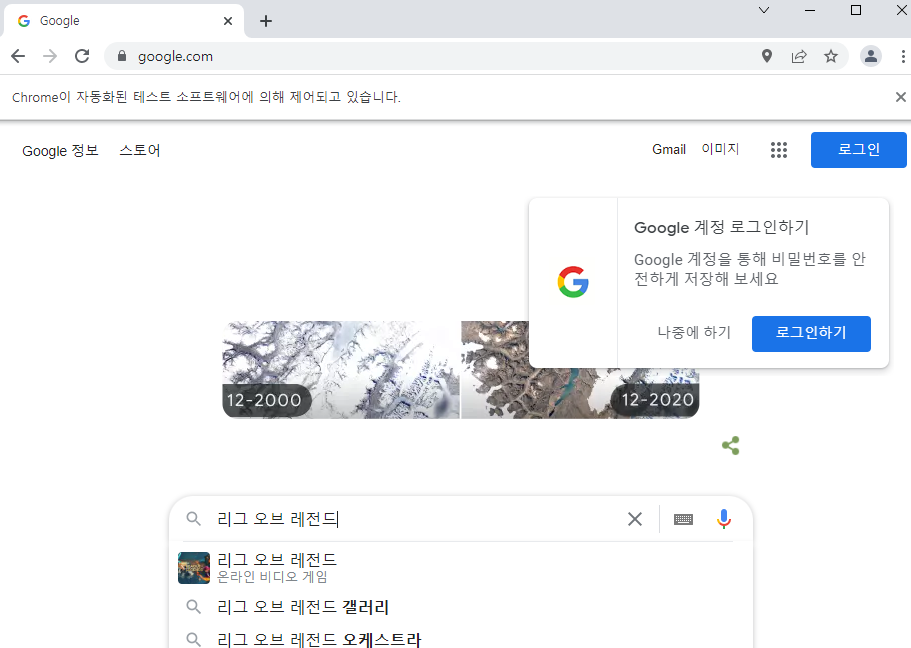 Google
google.com
Chrome이 자동화된 테스트 소프트웨어에 의해 제어되고 있습니다.
Google 정보 스토어 Gmail 이미지 로그인
Google 계정 로그인하기
Google 계정을 통해 비밀번호를 안
전하게 저장해 보세요
나중에 하기 로그인하기
12-2000 12-2020
리그 오브 레전드
리그 오브 레전드
온라인 비디오 게임
리그 오브 레전드 갤러리
리그 오브 레전드 오케스트라